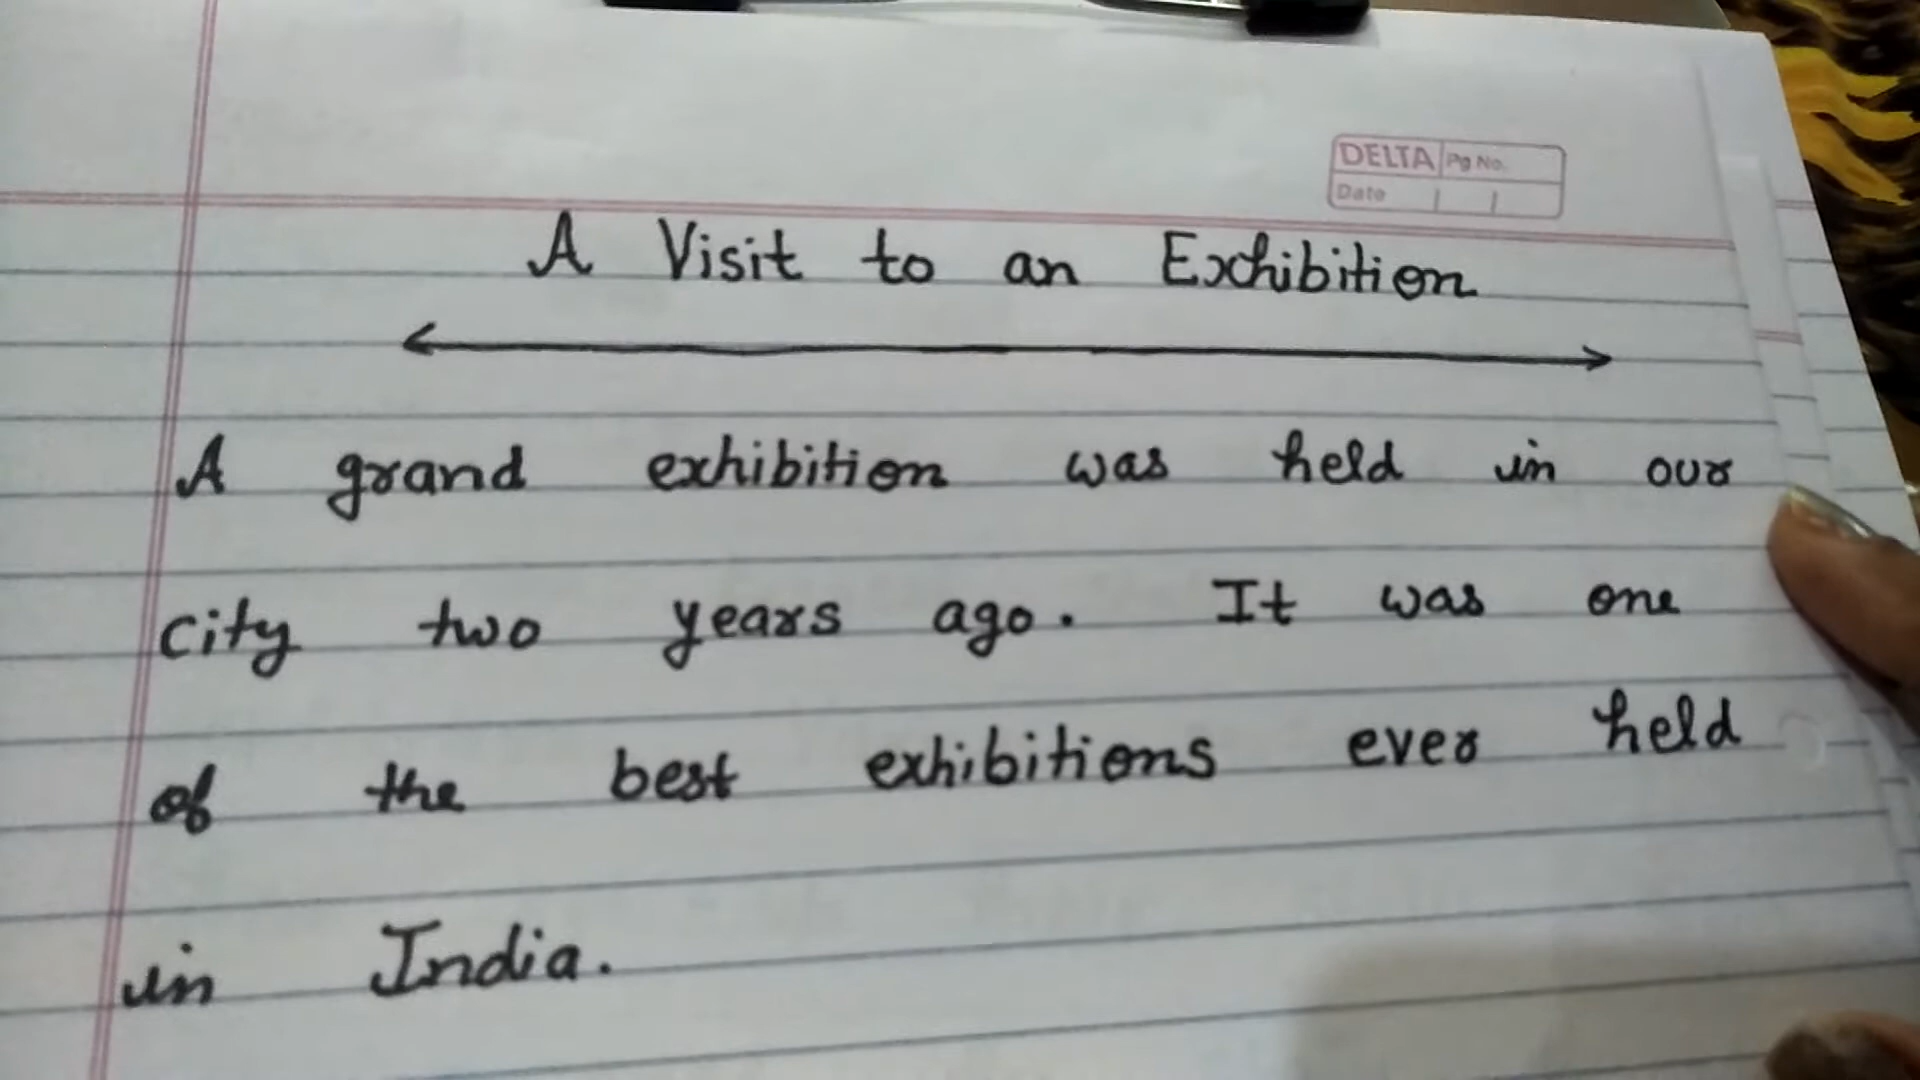 DELTA Pg No.
Date
A Visit to an Exhibition
A grand exhibition was held in our
city two years ago. It was one
of the best exhibitions ever held
in India.